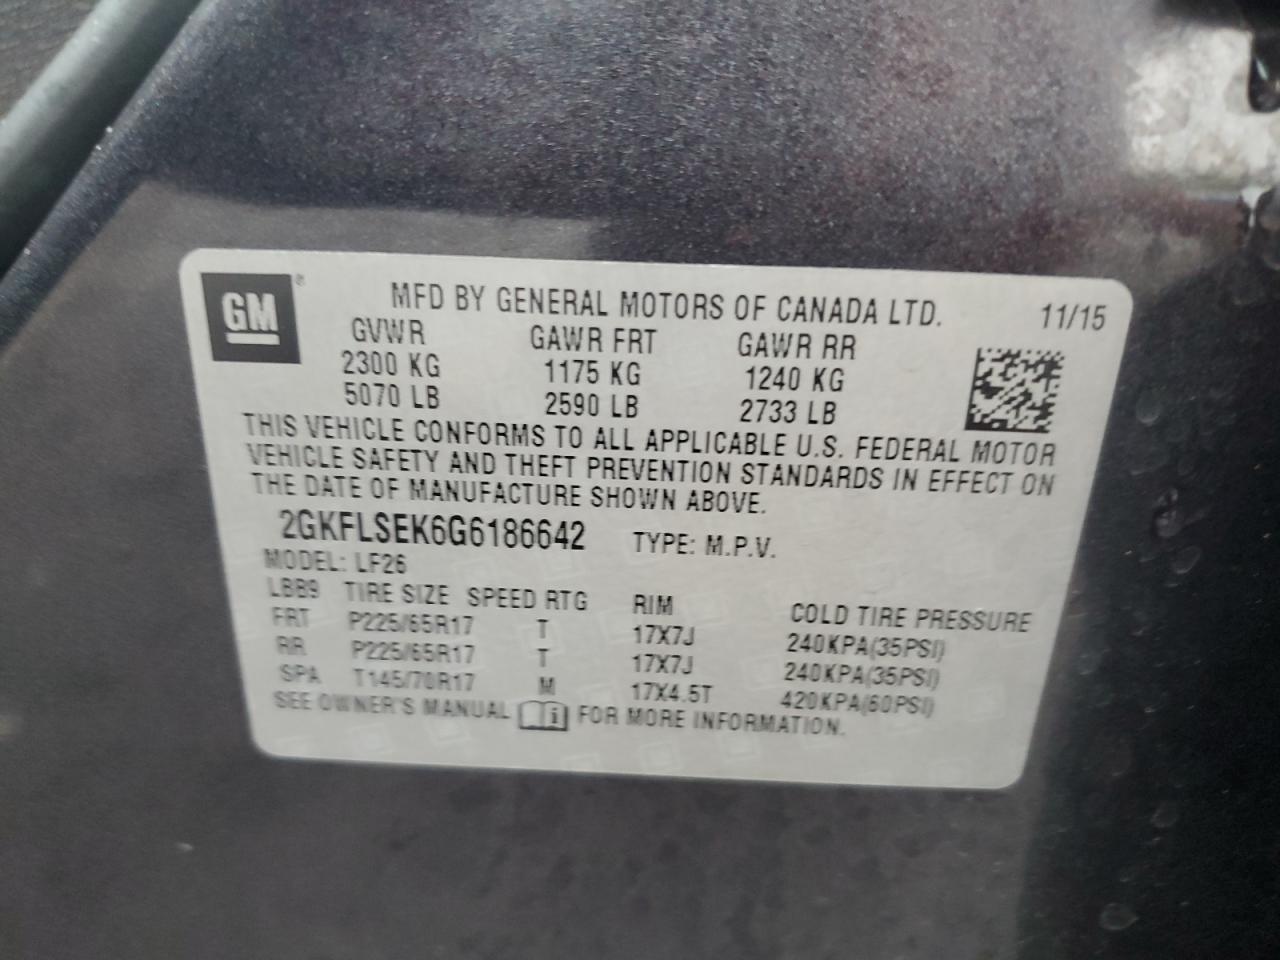 GM ®
MFD BY GENERAL MOTORS OF CANADA LTD. 11/15
GVWR GAWR FRT GAWR RR
2300 KG 1175 KG 1240 KG
5070 LB 2590 LB 2733 LB
THIS VEHICLE CONFORMS TO ALL APPLICABLE U.S. FEDERAL MOTOR
VEHICLE SAFETY AND THEFT PREVENTION STANDARDS IN EFFECT ON
THE DATE OF MANUFACTURE SHOWN ABOVE.
2GKFLSEK6G6186642 TYPE: M.P.V.
MODEL: LF26
LBB9 TIRE SIZE SPEED RTG RIM COLD TIRE PRESSURE
FRT P225/65R17 T 17X7J 240KPA(35PSI)
RR P225/65R17 T 17X7J 240KPA(35PSI)
SPA T145/70R17 M 17X4.5T 420KPA(60PSI)
SEE OWNER'S MANUAL i FOR MORE INFORMATION.